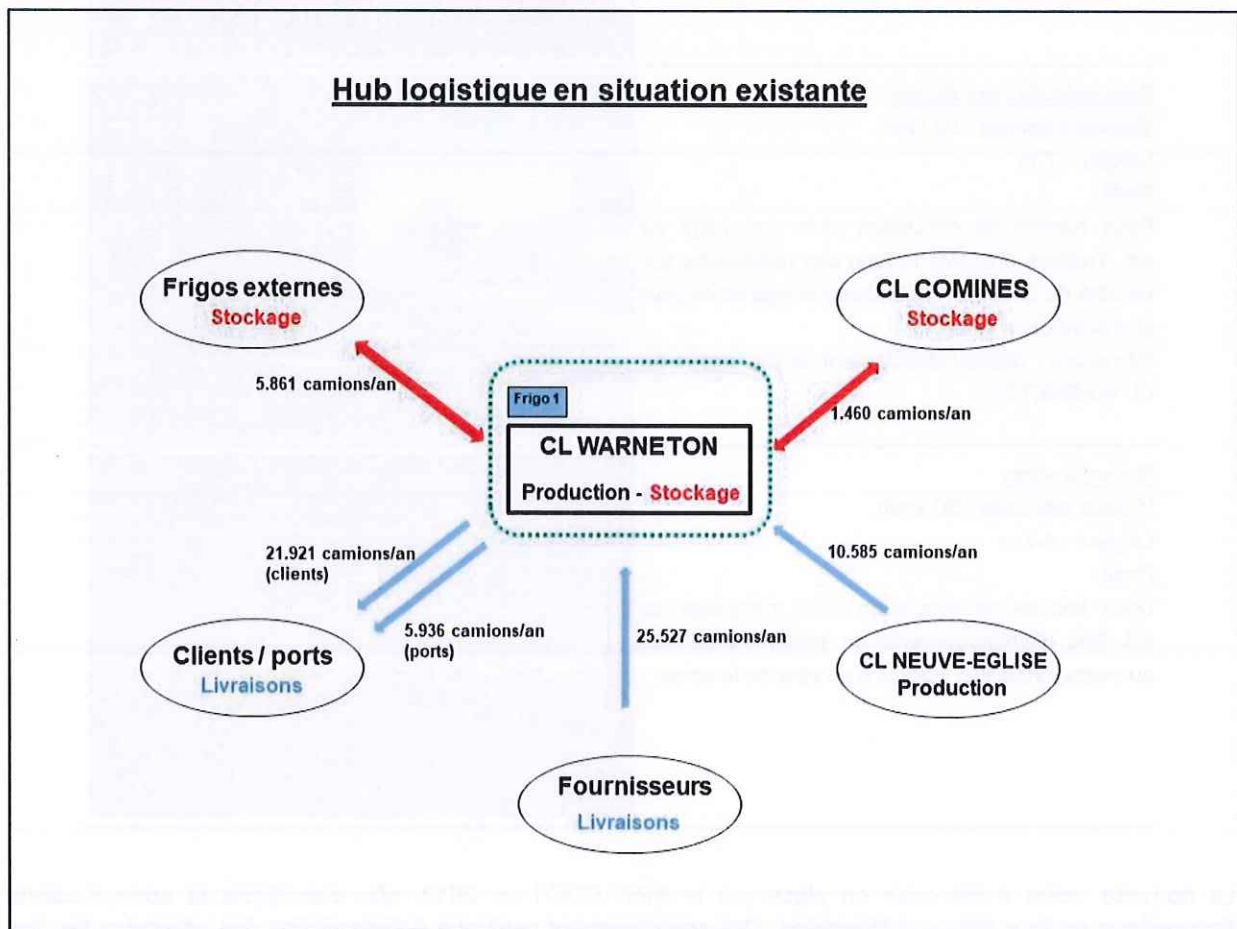 Hub logistique en situation existante
Frigos externes
Stockage
CL COMINES
Stockage
5.861 camions/an
1.460 camions/an
Frigo 1
CL WARNETON
Production - Stockage
21.921 camions/an
(clients)
10.585 camions/an
5.936 camions/an
(ports)
25.527 camions/an
Clients / ports
Livraisons
CL NEUVE-EGLISE
Production
Fournisseurs
Livraisons